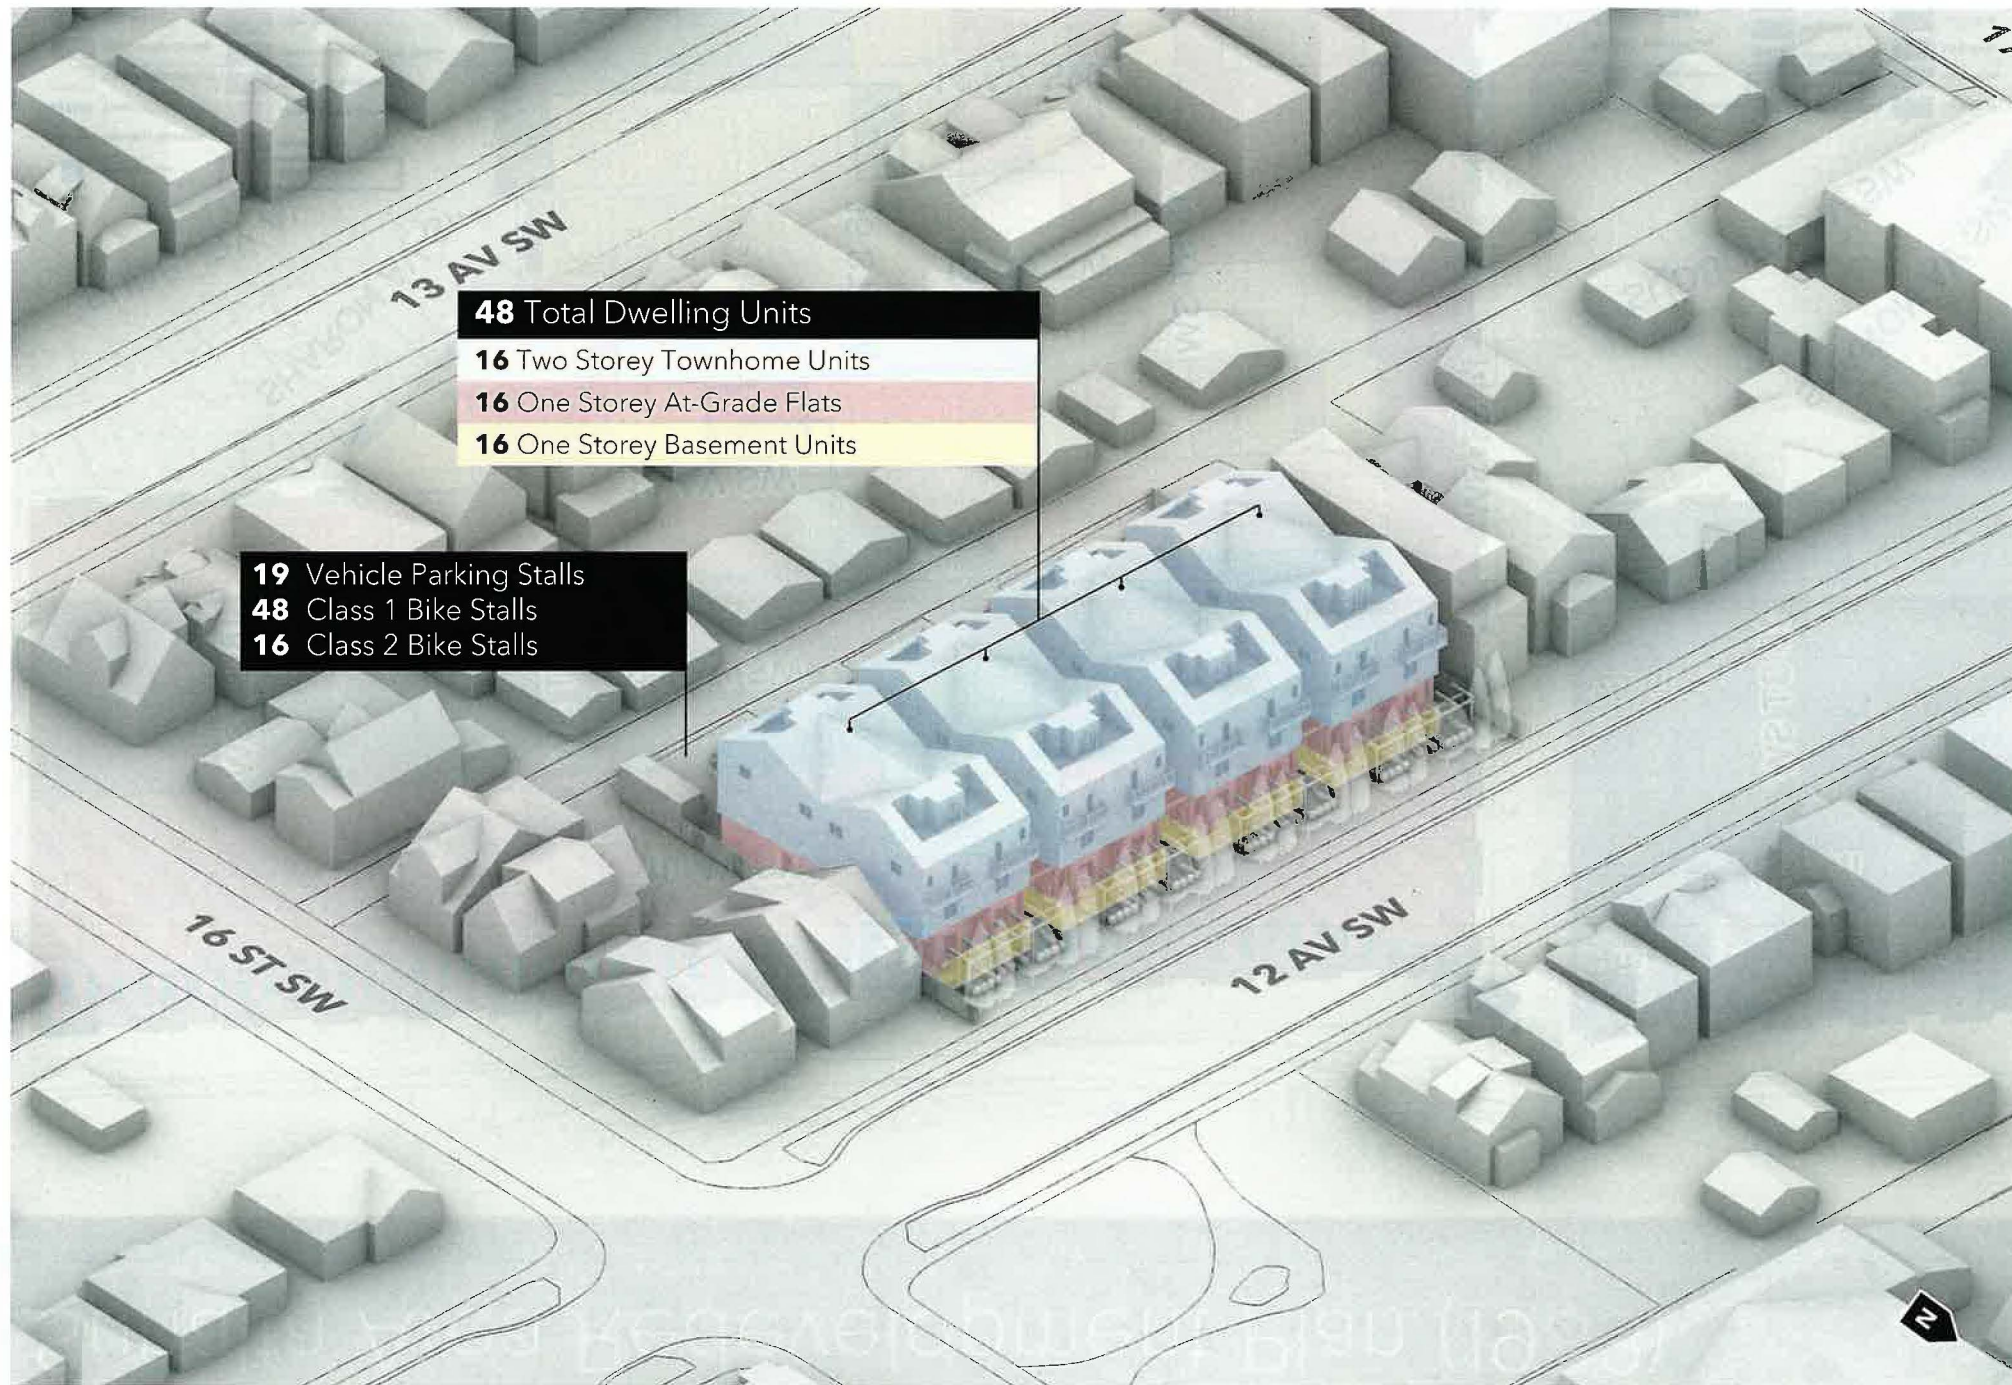 13 AV SW
48 Total Dwelling Units
16 Two Storey Townhome Units
16 One Storey At-Grade Flats
16 One Storey Basement Units
19 Vehicle Parking Stalls
48 Class 1 Bike Stalls
16 Class 2 Bike Stalls
16 ST SW
12 AV SW
N